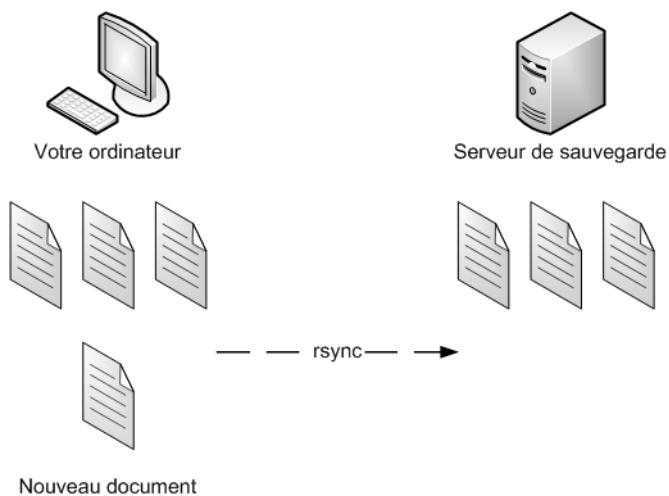 Votre ordinateur
Serveur de sauvegarde
rsync
Nouveau document